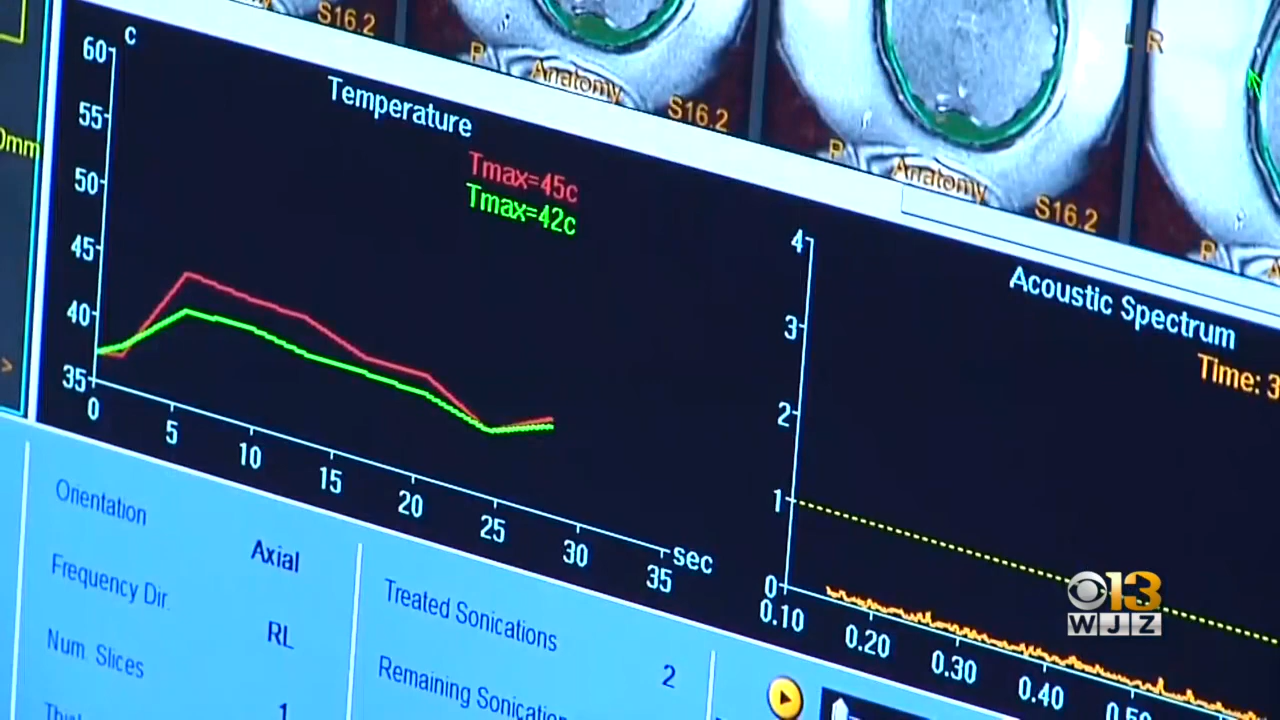 S16.2
P
Anatomy
S16.2
P
Anatomy
S16.2
L
R
P
0mm
>
c
Temperature
Tmax=45c
Tmax=42c
60
55
50
45
40
35
0
5
10
15
20
25
30
35
sec
Acoustic Spectrum
Time: 3
4
3
2
1
0
0.10
0.20
0.30
0.40
Orientation
Axial
Frequency Dir.
RL
Num. Slices
1
Treated Sonications
2
Remaining
13
WJZ